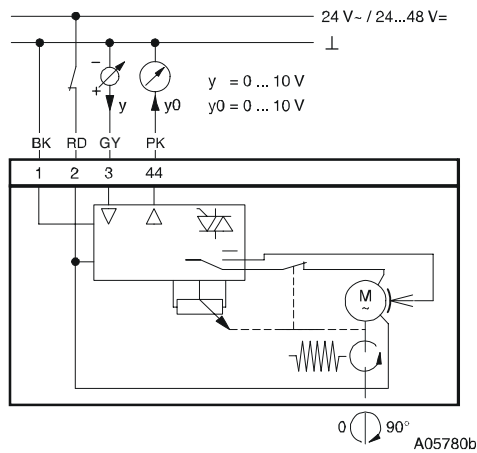 24 V~ / 24...48 V=
⊥
− + y
y0
y = 0 ... 10 V
y0 = 0 ... 10 V
BK RD GY PK
1 2 3 44
M
~
0 90°
A05780b